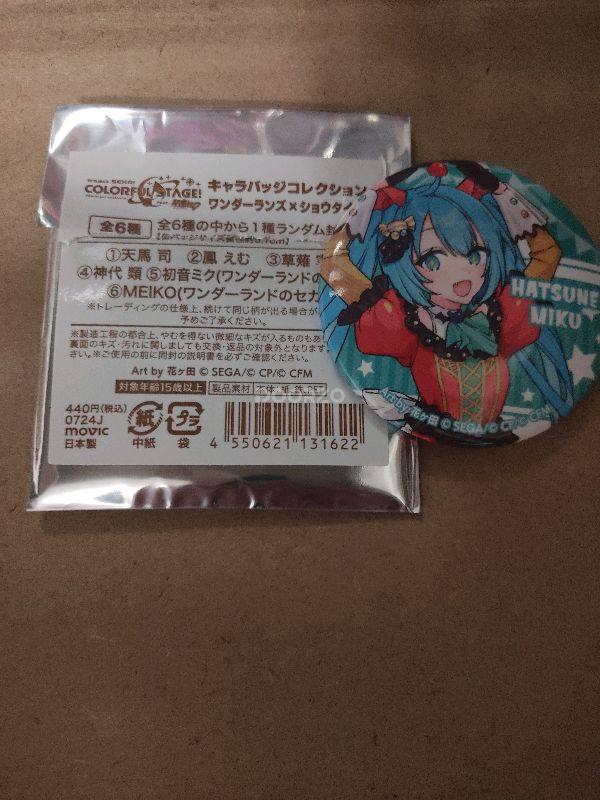 COLORFUL STAGE!
キャラバッジコレクション
ワンダーランズ×ショウタイ
全6種 全6種の中から1種ランダム封
①天馬 司 ②鳳 えむ ③草薙
④神代 類 ⑤初音ミク(ワンダーランドの
⑥MEIKO(ワンダーランドのセカ
※トレーディングの仕様上、続けて同じ柄が出る場合が
予めご了承ください。
※製造工程の都合上、やむを得ない微細なキズが入るものもあり
裏面のキズ・汚れに関しましても交換・返品の対象外となります。
※ご使用の前に同封の説明書を必ずご確認ください。
Art by 花ヶ田 © SEGA/© CP/© CFM
対象年齢15歳以上 製品素材 本体:紙、鉄、PET
440円(税込)
0724J
movic
日本製
紙
中紙
プラ
袋
4 550621 131622
HATSUNE
MIKU
Art by 花ヶ田 © SEGA/© CP/© CFM